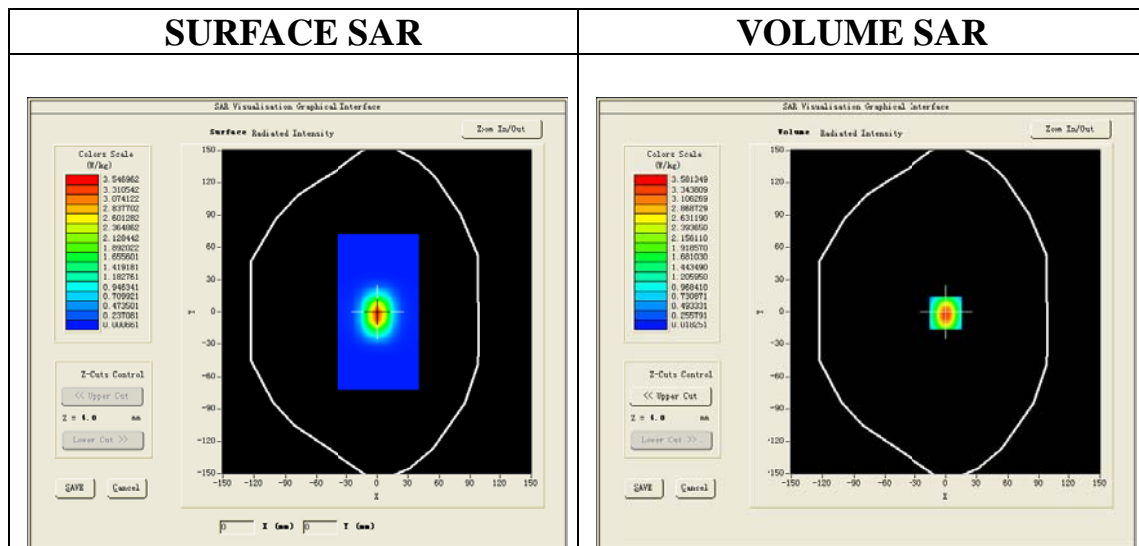 SURFACE SAR
VOLUME SAR
SAR Visualisation Graphical Interface
Surface Radiated Intensity
Zoom In/Out
Colors Scale
(W/kg)
3.546962
3.310542
3.074122
2.837702
2.601282
2.364862
2.128442
1.892022
1.655601
1.419181
1.182761
0.946341
0.709921
0.473501
0.237081
0.000661
Z-Cuts Control
<< Upper Cut
Z = 4.0 mm
Lower Cut >>
SAVE
Cancel
150
120
90
60
30
0
-30
-60
-90
-120
-150
Y
-150 -120 -90 -60 -30 0 30 60 90 120 150
X
0 X (mm) 0 Y (mm)
SAR Visualisation Graphical Interface
Volume Radiated Intensity
Zoom In/Out
Colors Scale
(W/kg)
3.581349
3.343809
3.106269
2.868729
2.631190
2.393650
2.156110
1.918570
1.681030
1.443490
1.205950
0.968410
0.730871
0.493331
0.255791
0.018251
Z-Cuts Control
<< Upper Cut
Z = 4.0 mm
Lower Cut >>
SAVE
Cancel
150
120
90
60
30
0
-30
-60
-90
-120
-150
Y
-150 -120 -90 -60 -30 0 30 60 90 120 150
X